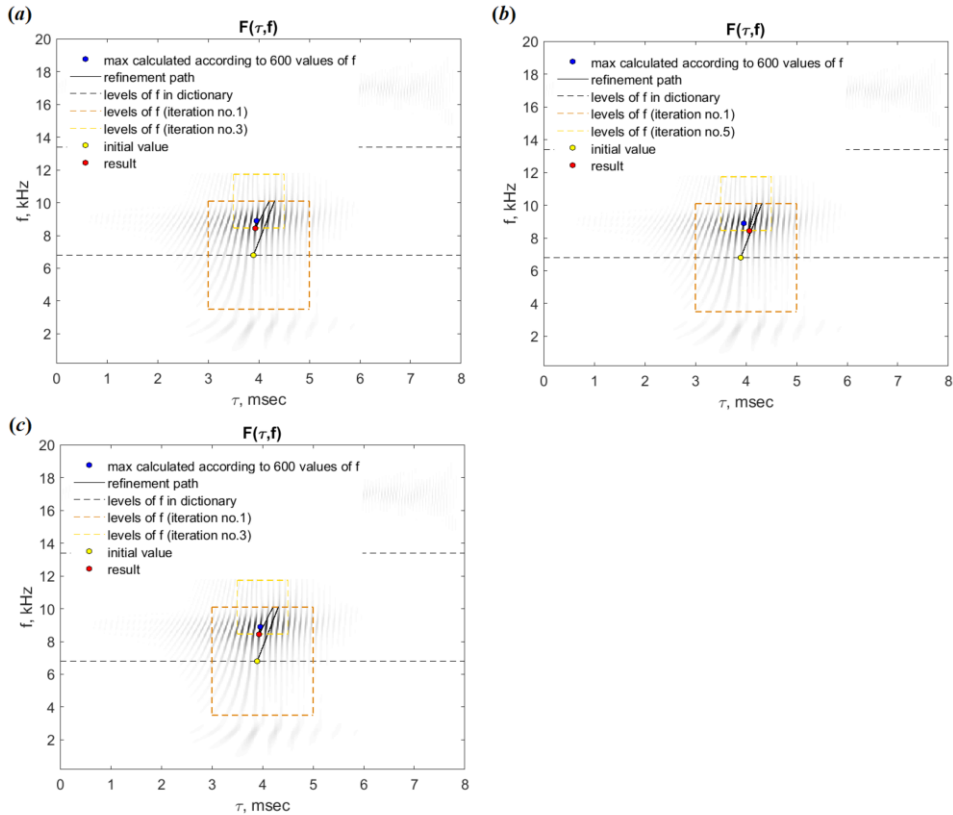 (a)
F(τ,f)
20
18
16
14
12
10
8
6
4
2
f, kHz
max calculated according to 600 values of f
refinement path
levels of f in dictionary
levels of f (iteration no.1)
levels of f (iteration no.3)
initial value
result
0 1 2 3 4 5 6 7 8
τ, msec
(b)
F(τ,f)
20
18
16
14
12
10
8
6
4
2
f, kHz
max calculated according to 600 values of f
refinement path
levels of f in dictionary
levels of f (iteration no.1)
levels of f (iteration no.5)
initial value
result
0 1 2 3 4 5 6 7 8
τ, msec
(c)
F(τ,f)
20
18
16
14
12
10
8
6
4
2
f, kHz
max calculated according to 600 values of f
refinement path
levels of f in dictionary
levels of f (iteration no.1)
levels of f (iteration no.3)
initial value
result
0 1 2 3 4 5 6 7 8
τ, msec